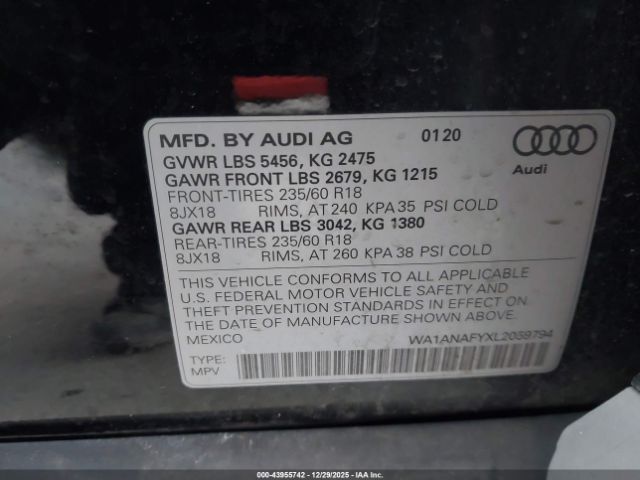 MFD. BY AUDI AG 0120
GVWR LBS 5456, KG 2475
GAWR FRONT LBS 2679, KG 1215
FRONT-TIRES 235/60 R18
8JX18 RIMS, AT 240 KPA 35 PSI COLD
GAWR REAR LBS 3042, KG 1380
REAR-TIRES 235/60 R18
8JX18 RIMS, AT 260 KPA 38 PSI COLD
Audi
THIS VEHICLE CONFORMS TO ALL APPLICABLE
U.S. FEDERAL MOTOR VEHICLE SAFETY AND
THEFT PREVENTION STANDARDS IN EFFECT ON
THE DATE OF MANUFACTURE SHOWN ABOVE.
MEXICO WA1ANAFYXL2059794
TYPE:
MPV
000-43955742 - 12/29/2025 - COPYRIGHT IAA, LLC.